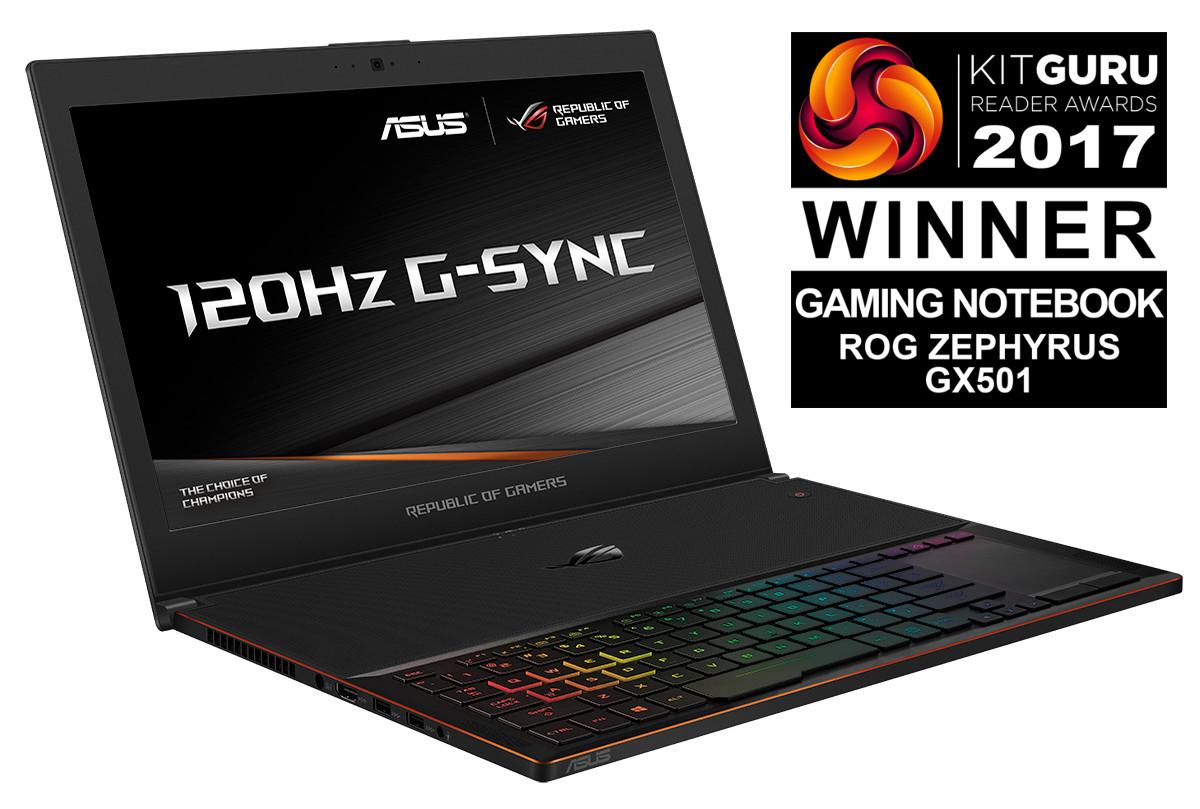 ASUS
REPUBLIC OF
GAMERS
120Hz G-SYNC
THE CHOICE OF
CHAMPIONS
REPUBLIC OF GAMERS
ASUS
KITGURU
READER AWARDS
2017
WINNER
GAMING NOTEBOOK
ROG ZEPHYRUS
GX501